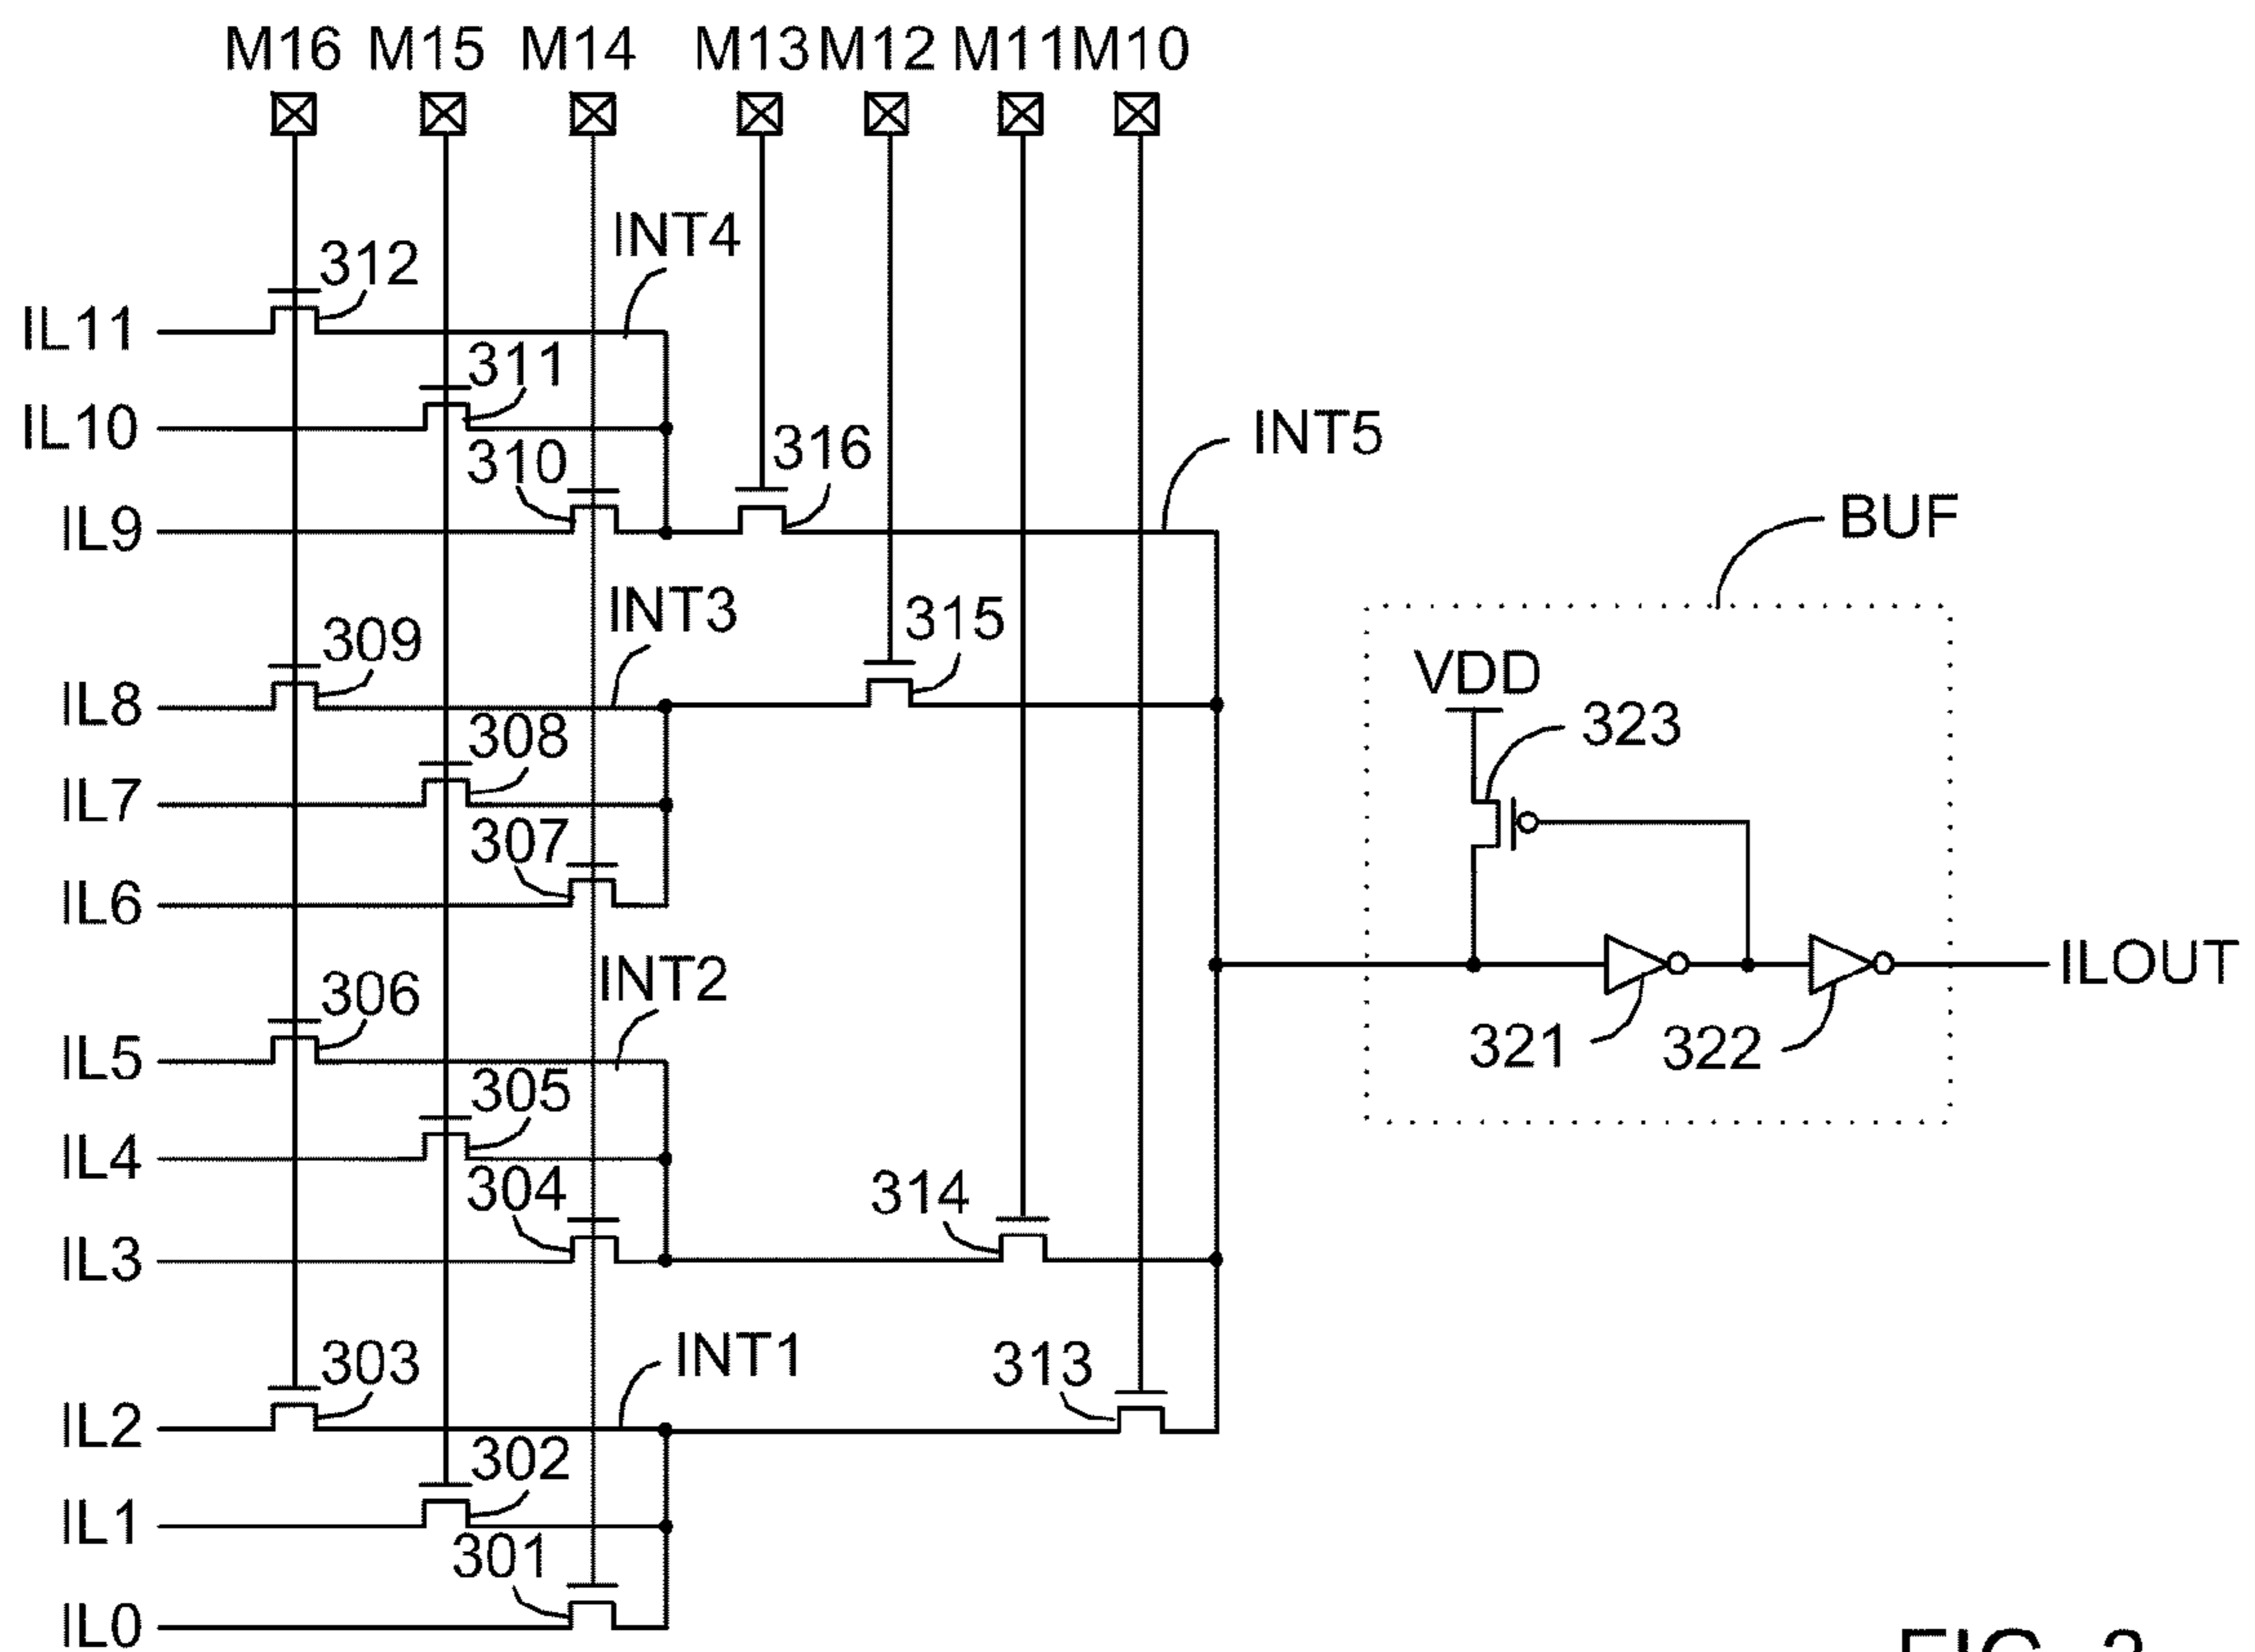 M16 M15 M14 M13 M12 M11 M10
INT4
312
IL11
311
IL10
310
316
INT5
IL9
BUF
INT3
315
309
VDD
IL8
308
323
IL7
307
IL6
INT2
306
ILOUT
IL5
305
321
322
IL4
304
314
IL3
INT1
303
313
IL2
302
IL1
301
IL0